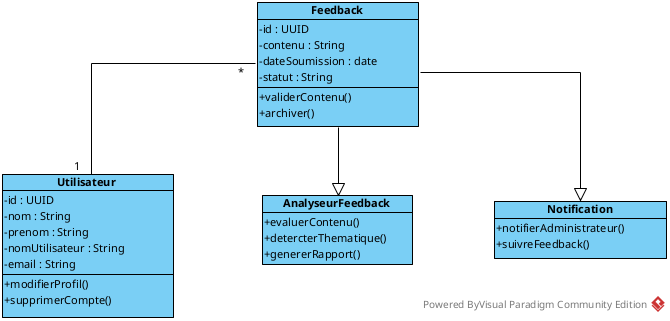 Feedback
-id : UUID
-contenu : String
-dateSoumission : date
-statut : String
+validerContenu()
+archiver()
*
1
Utilisateur
-id : UUID
-nom : String
-prenom : String
-nomUtilisateur : String
-email : String
+modifierProfil()
+supprimerCompte()
AnalyseurFeedback
+evaluerContenu()
+detercterThematique()
+genererRapport()
Notification
+notifierAdministrateur()
+suivreFeedback()
Powered ByVisual Paradigm Community Edition